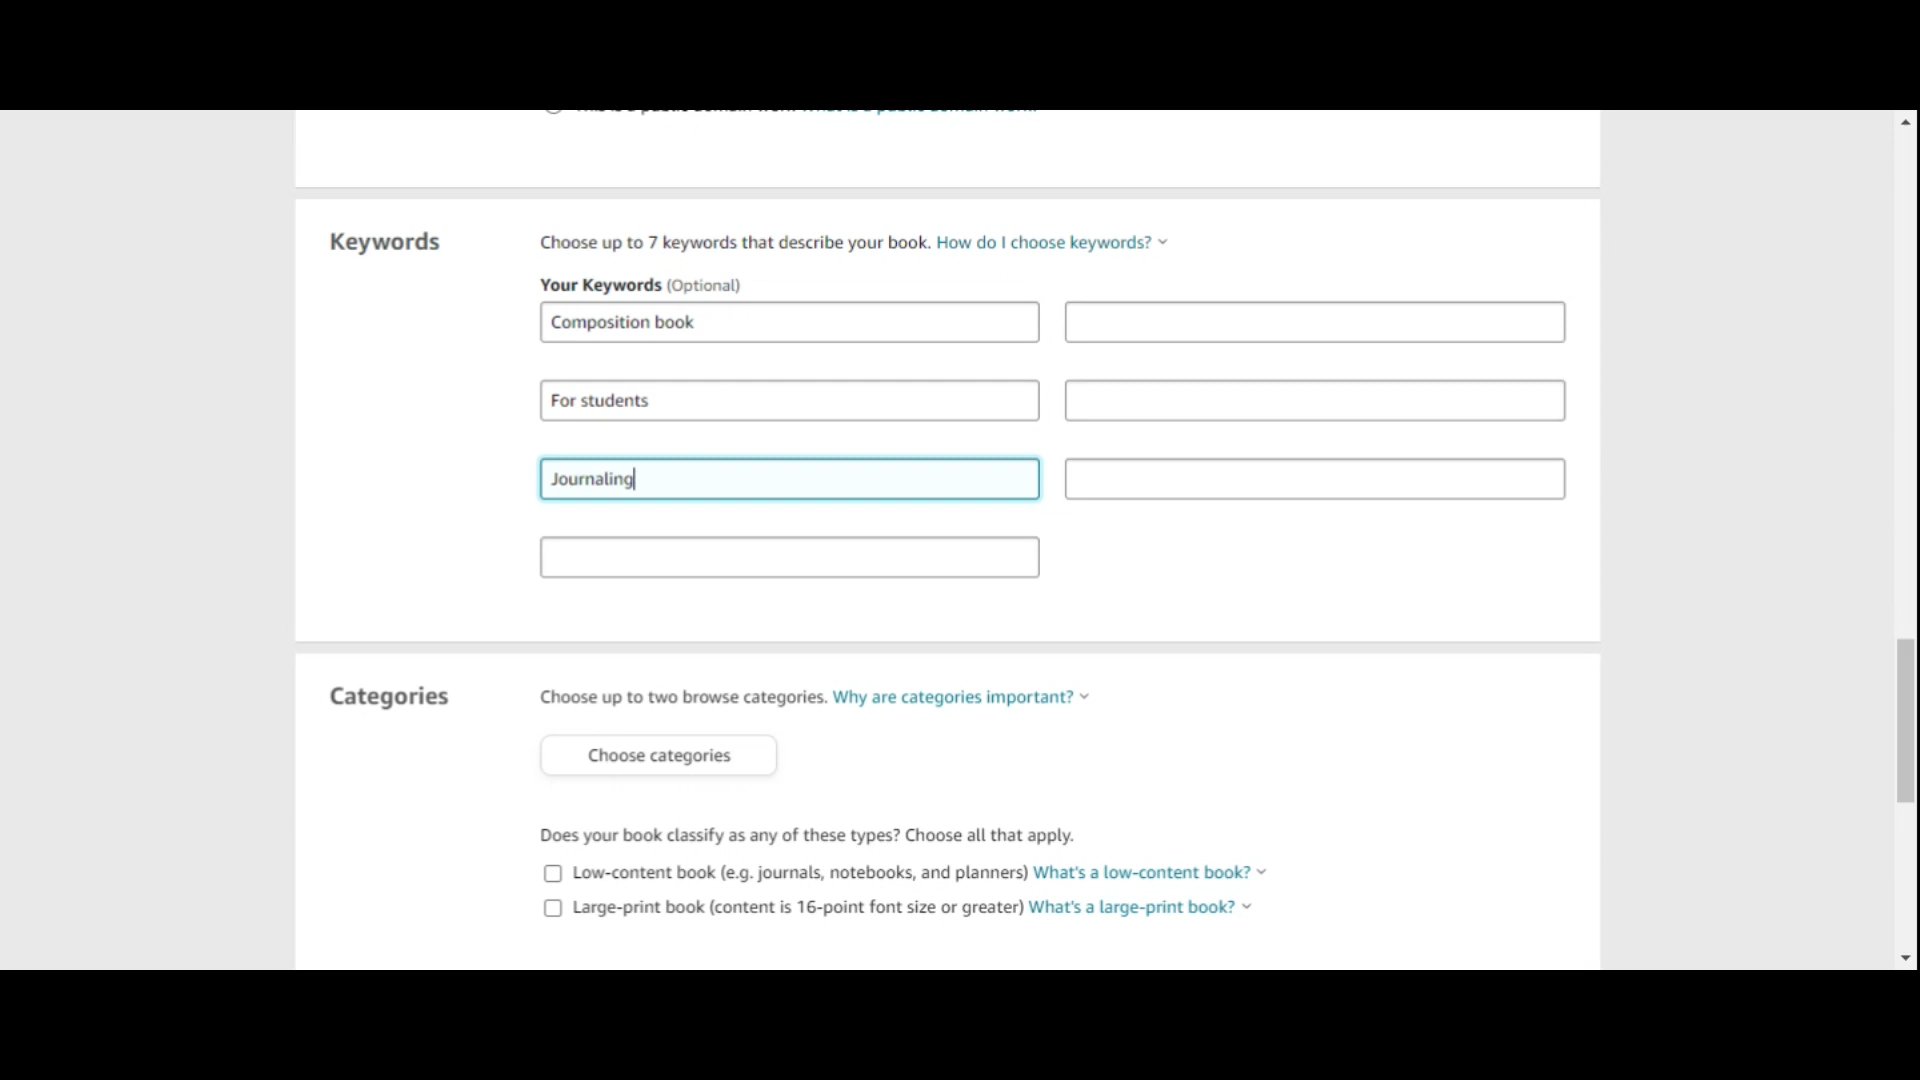 Keywords
Choose up to 7 keywords that describe your book. How do I choose keywords?
Your Keywords (Optional)
Composition book
For students
Journaling
Categories
Choose up to two browse categories. Why are categories important?
Choose categories
Does your book classify as any of these types? Choose all that apply.
Low-content book (e.g. journals, notebooks, and planners) What's a low-content book?
Large-print book (content is 16-point font size or greater) What's a large-print book?